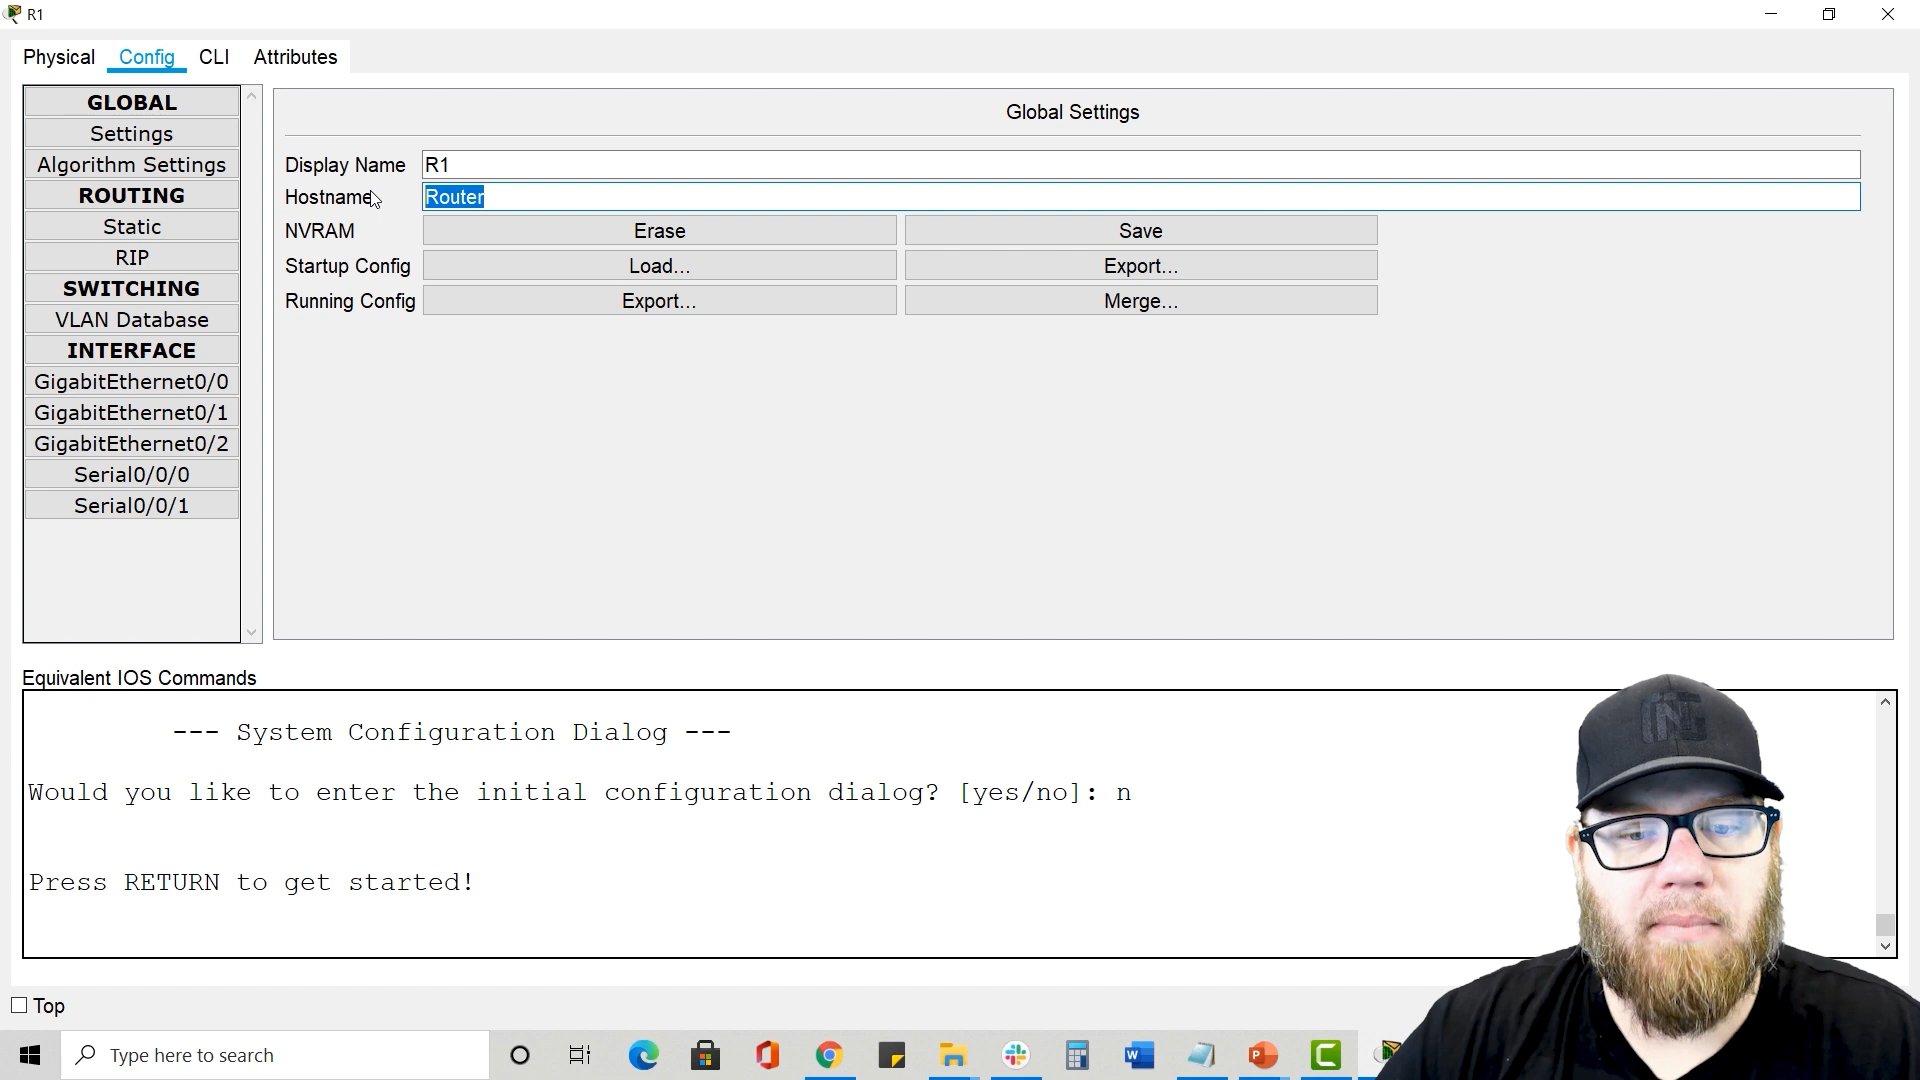 R1
Physical Config CLI Attributes
GLOBAL
Settings
Algorithm Settings
ROUTING
Static
RIP
SWITCHING
VLAN Database
INTERFACE
GigabitEthernet0/0
GigabitEthernet0/1
GigabitEthernet0/2
Serial0/0/0
Serial0/0/1
Global Settings
Display Name R1
Hostname Router
NVRAM Erase Save
Startup Config Load... Export...
Running Config Export... Merge...
Equivalent IOS Commands
--- System Configuration Dialog ---
Would you like to enter the initial configuration dialog? [yes/no]: n
Press RETURN to get started!
Top
Type here to search